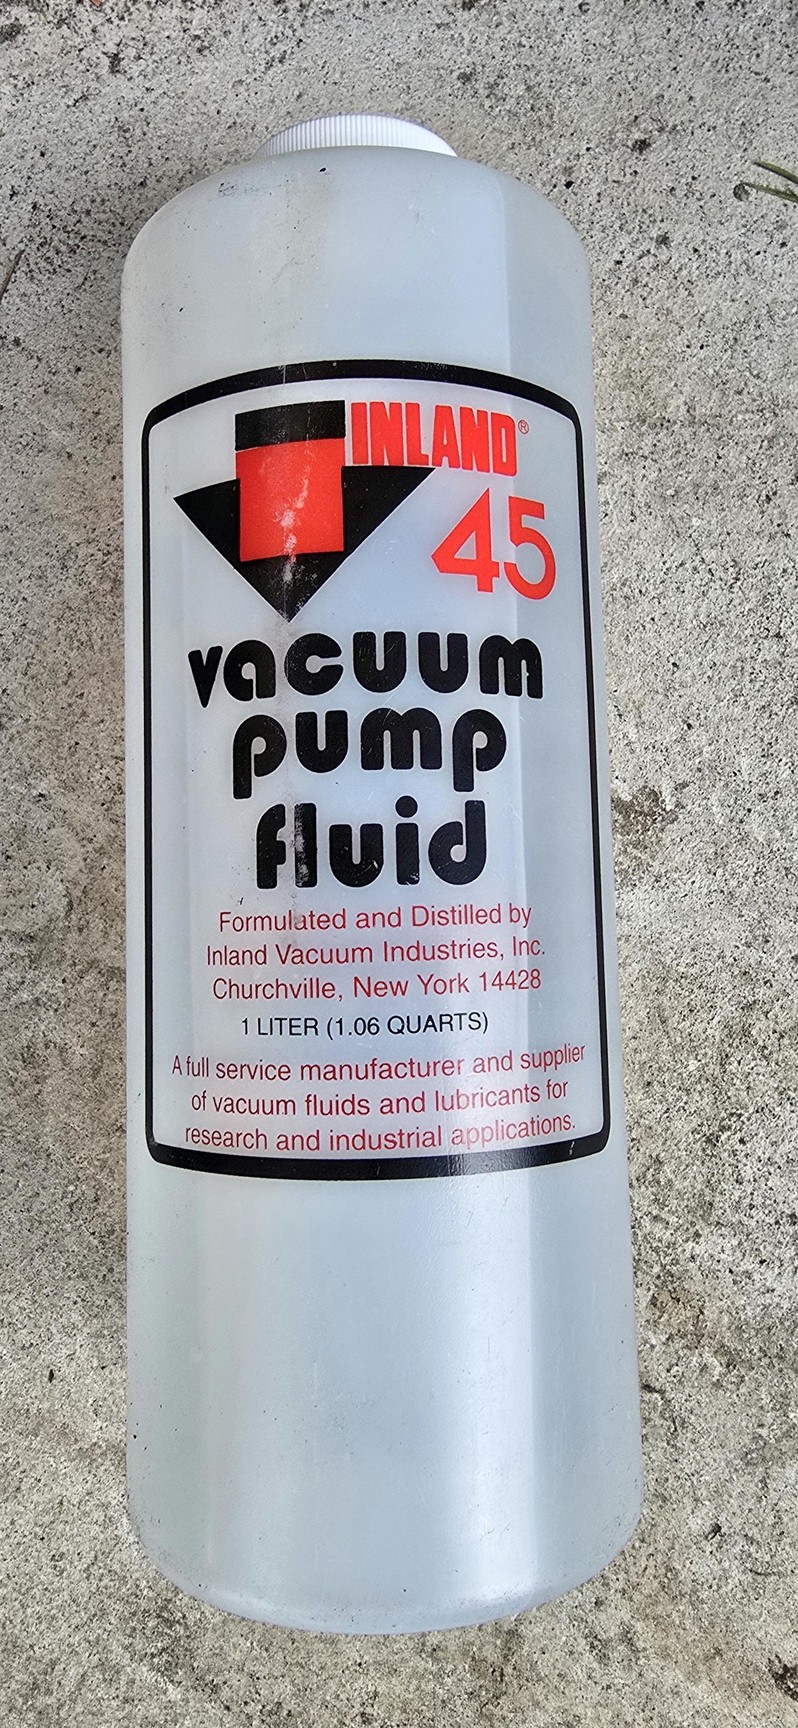 INLAND®
45
vacuum
pump
fluid
Formulated and Distilled by
Inland Vacuum Industries, Inc.
Churchville, New York 14428
1 LITER (1.06 QUARTS)
A full service manufacturer and supplier
of vacuum fluids and lubricants for
research and industrial applications.